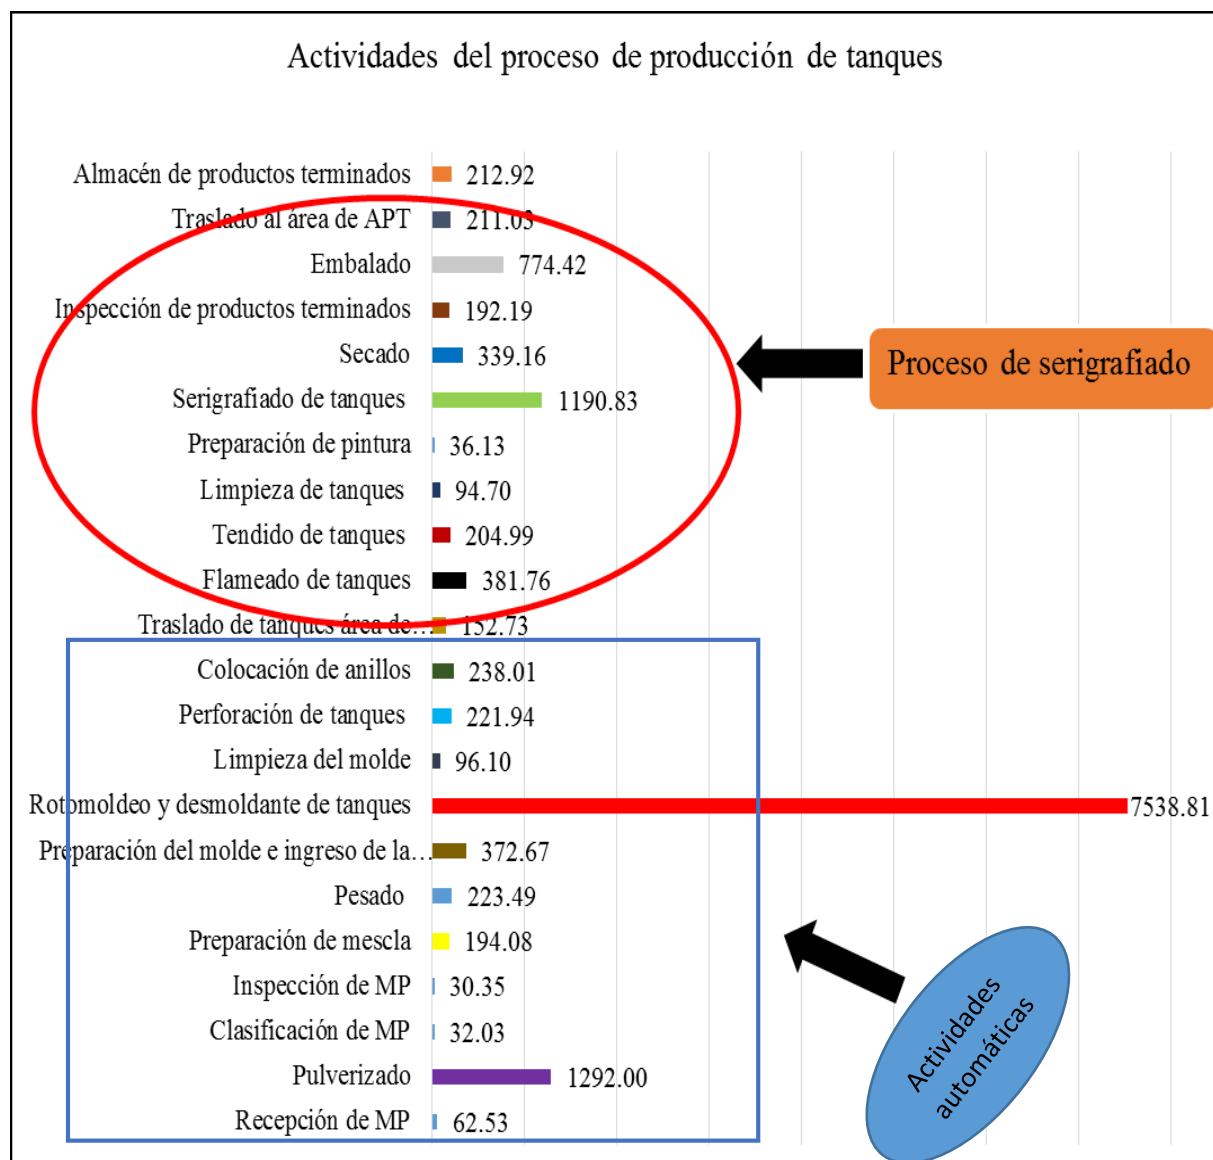 Actividades del proceso de producción de tanques
Almacén de productos terminados 212.92
Traslado al área de APT 211.03
Embalado 774.42
Inspección de productos terminados 192.19
Secado 339.16
Proceso de serigrafiado
Serigrafiado de tanques 1190.83
Preparación de pintura 36.13
Limpieza de tanques 94.70
Tendido de tanques 204.99
Flameado de tanques 381.76
Traslado de tanques área de… 152.73
Colocación de anillos 238.01
Perforación de tanques 221.94
Limpieza del molde 96.10
Rotomoldeo y desmoldante de tanques 7538.81
Preparación del molde e ingreso de la… 372.67
Pesado 223.49
Preparación de mescla 194.08
Inspección de MP 30.35
Clasificación de MP 32.03
Pulverizado 1292.00
Recepción de MP 62.53
Actividades
automáticas